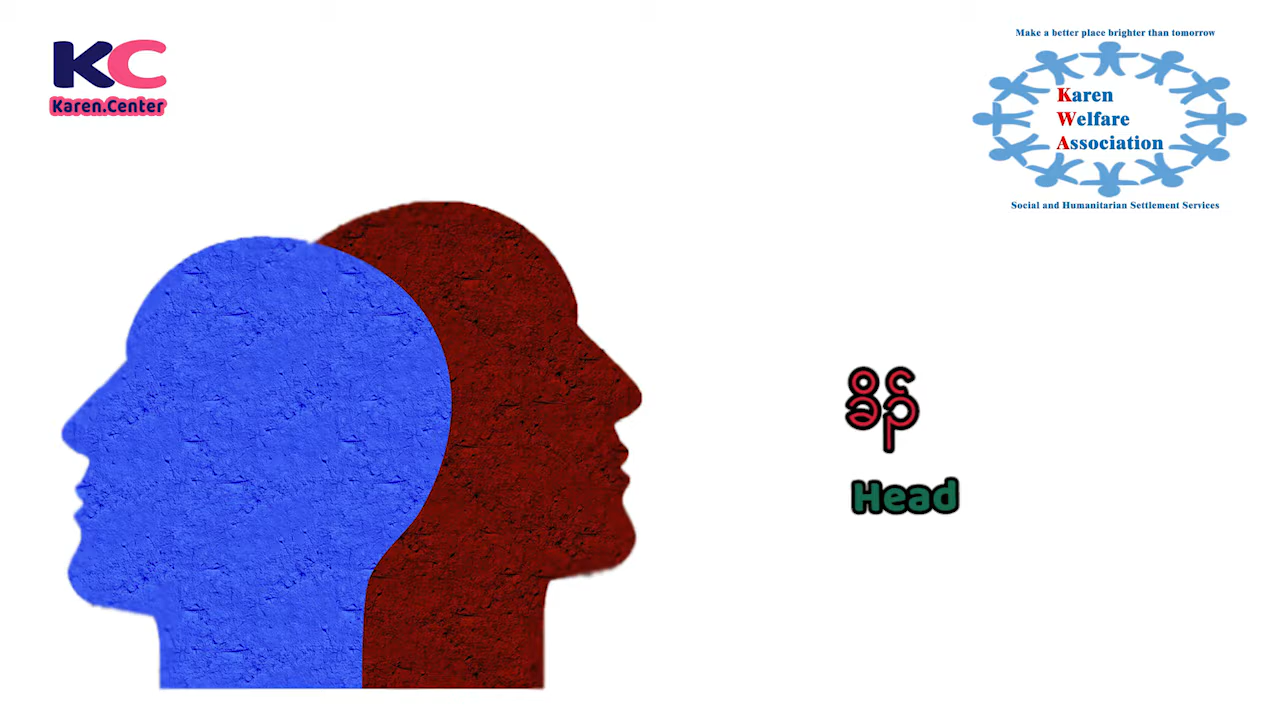 KC
Karen.Center
Make a better place brighter than tomorrow
Karen
Welfare
Association
Social and Humanitarian Settlement Services
ခိၣ်
Head